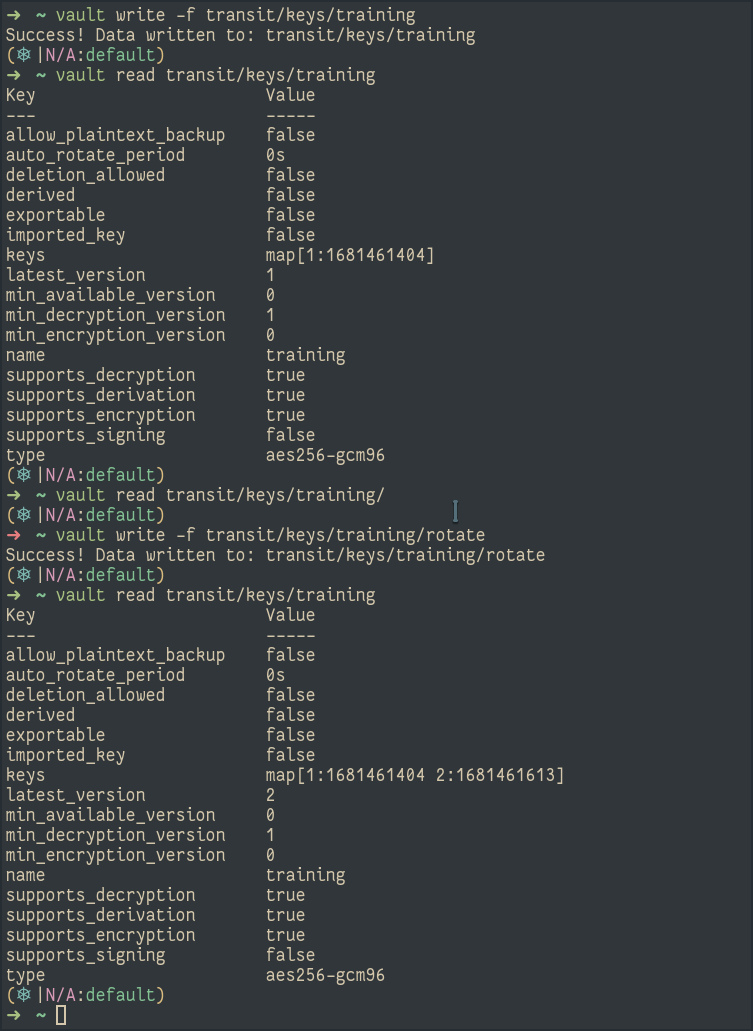 ➜  ~ vault write -f transit/keys/training
Success! Data written to: transit/keys/training
(⎈|N/A:default)
➜  ~ vault read transit/keys/training
Key                       Value
---                       -----
allow_plaintext_backup    false
auto_rotate_period        0s
deletion_allowed          false
derived                   false
exportable                false
imported_key              false
keys                      map[1:1681461404]
latest_version            1
min_available_version     0
min_decryption_version    1
min_encryption_version    0
name                      training
supports_decryption       true
supports_derivation       true
supports_encryption       true
supports_signing          false
type                      aes256-gcm96
(⎈|N/A:default)
➜  ~ vault read transit/keys/training/
(⎈|N/A:default)
➜  ~ vault write -f transit/keys/training/rotate
Success! Data written to: transit/keys/training/rotate
(⎈|N/A:default)
➜  ~ vault read transit/keys/training
Key                       Value
---                       -----
allow_plaintext_backup    false
auto_rotate_period        0s
deletion_allowed          false
derived                   false
exportable                false
imported_key              false
keys                      map[1:1681461404 2:1681461613]
latest_version            2
min_available_version     0
min_decryption_version    1
min_encryption_version    0
name                      training
supports_decryption       true
supports_derivation       true
supports_encryption       true
supports_signing          false
type                      aes256-gcm96
(⎈|N/A:default)
➜  ~